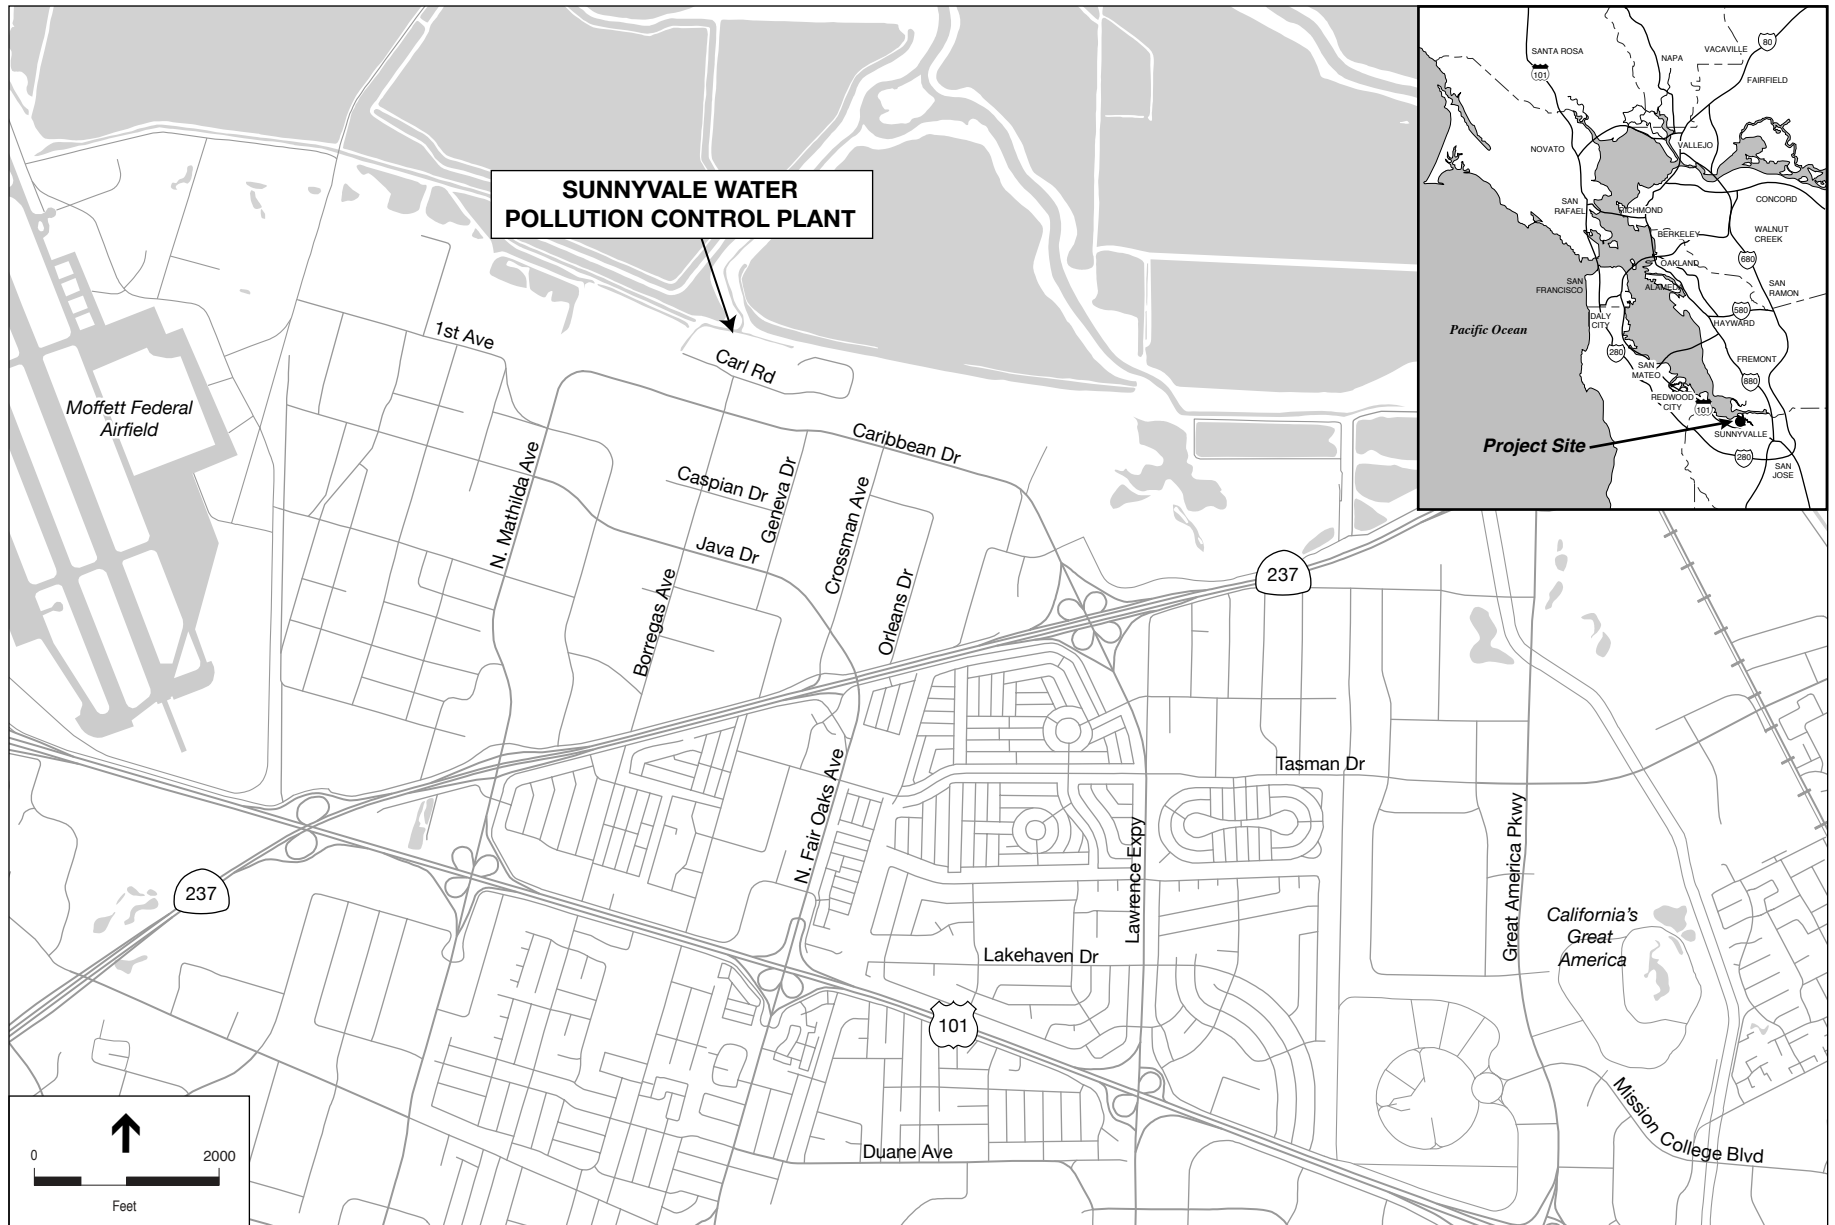 SUNNYVALE WATER
POLLUTION CONTROL PLANT
1st Ave
Carl Rd
Moffett Federal
Airfield
N. Mathilda Ave
Caribbean Dr
Caspian Dr
Geneva Dr
Crossman Ave
Java Dr
Borregas Ave
Orleans Dr
237
Tasman Dr
N. Fair Oaks Ave
Lawrence Expy
Great America Pkwy
237
California's
Great
America
Lakehaven Dr
101
Mission College Blvd
Duane Ave
0
2000
Feet
SANTA ROSA
101
NAPA
VACAVILLE
80
FAIRFIELD
NOVATO
VALLEJO
SAN
RAFAEL
RICHMOND
CONCORD
BERKELEY
WALNUT
CREEK
OAKLAND
680
SAN
FRANCISCO
ALAMEDA
SAN
RAMON
DALY
CITY
580
HAYWARD
Pacific Ocean
280
SAN
MATEO
FREMONT
880
REDWOOD
CITY
101
Project Site
SUNNYVALLE
280
SAN
JOSE